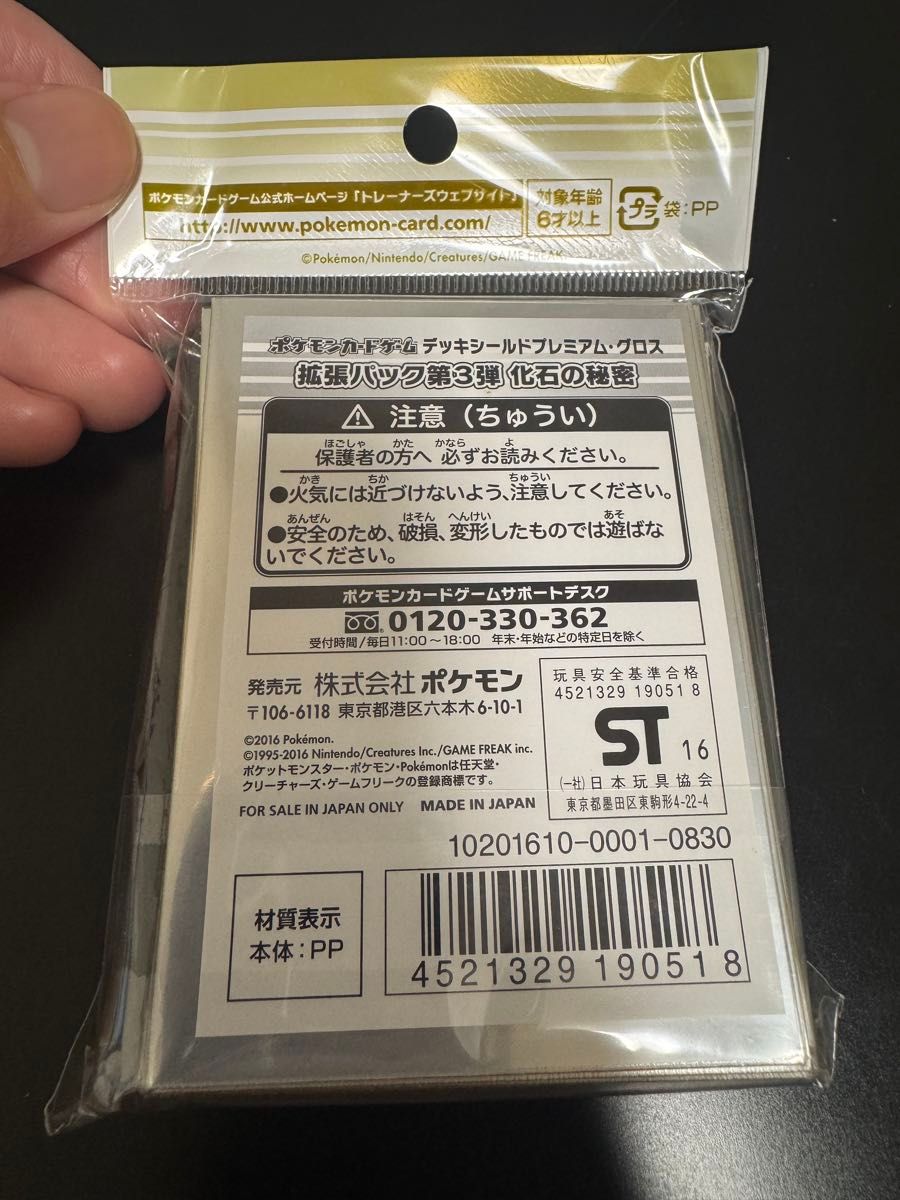 ポケモンカードゲーム公式ホームページ「トレーナーズウェブサイト」
http://www.pokemon-card.com/
対象年齢
6才以上
プラ 袋:PP
©Pokémon/Nintendo/Creatures/GAME FREAK
ポケモンカードゲーム デッキシールドプレミアム・グロス
拡張パック第3弾 化石の秘密
⚠ 注意（ちゅうい）
ほごしゃ かた かなら よ
保護者の方へ 必ずお読みください。
かき ちか ちゅうい
●火気には近づけないよう、注意してください。
あんぜん はそん へんけい あそ
●安全のため、破損、変形したものでは遊ばな
いでください。
ポケモンカードゲームサポートデスク
0120-330-362
受付時間/毎日11:00～18:00 年末・年始などの特定日を除く
発売元 株式会社 ポケモン
〒106-6118 東京都港区六本木6-10-1
©2016 Pokémon.
©1995-2016 Nintendo/Creatures Inc./GAME FREAK inc.
ポケットモンスター・ポケモン・Pokémonは任天堂・
クリーチャーズ・ゲームフリークの登録商標です。
FOR SALE IN JAPAN ONLY MADE IN JAPAN
玩具安全基準合格
4521329 19051 8
ST 16
(一社)日本玩具協会
東京都墨田区東駒形4-22-4
10201610-0001-0830
材質表示
本体:PP
4521329 190518